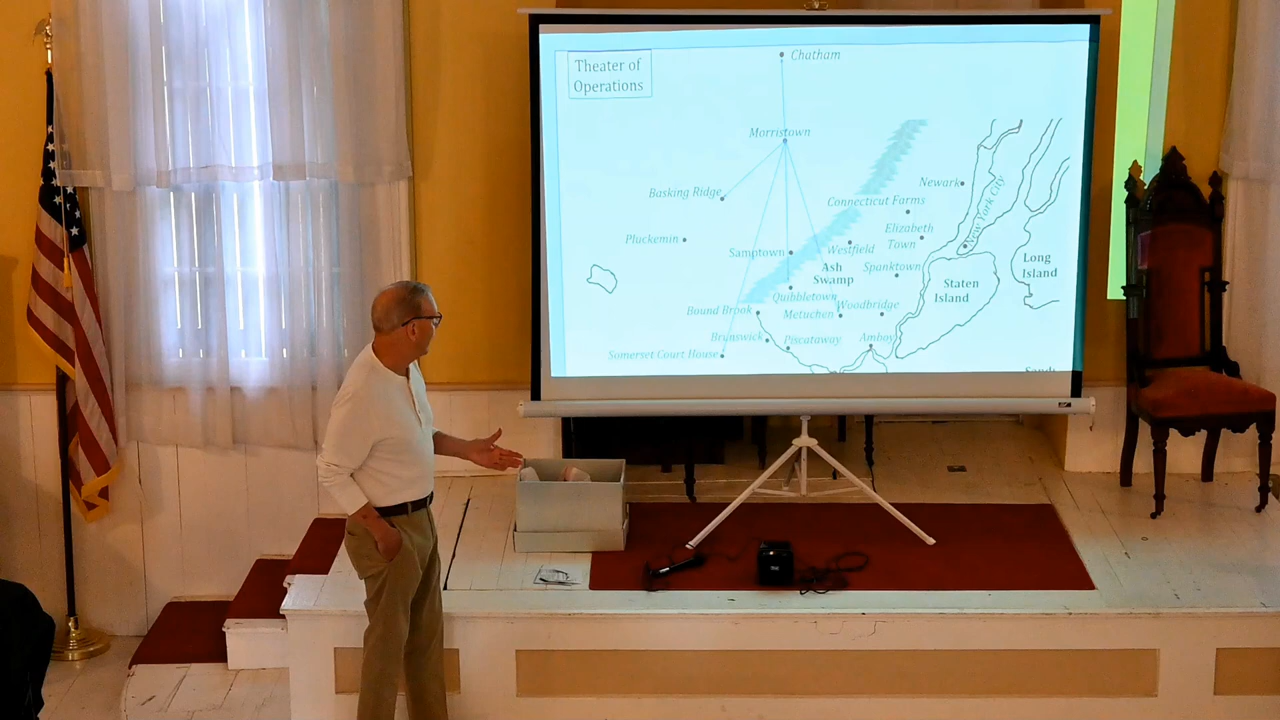 Theater of
Operations
Chatham
Morristown
Basking Ridge
Newark
Connecticut Farms
Pluckemin
Elizabeth
Town
New York City
Samptown
Westfield
Ash
Swamp
Spanktown
Long
Island
Staten
Island
Quibbletown
Bound Brook
Metuchen
Woodbridge
Brunswick
Piscataway
Amboy
Somerset Court House